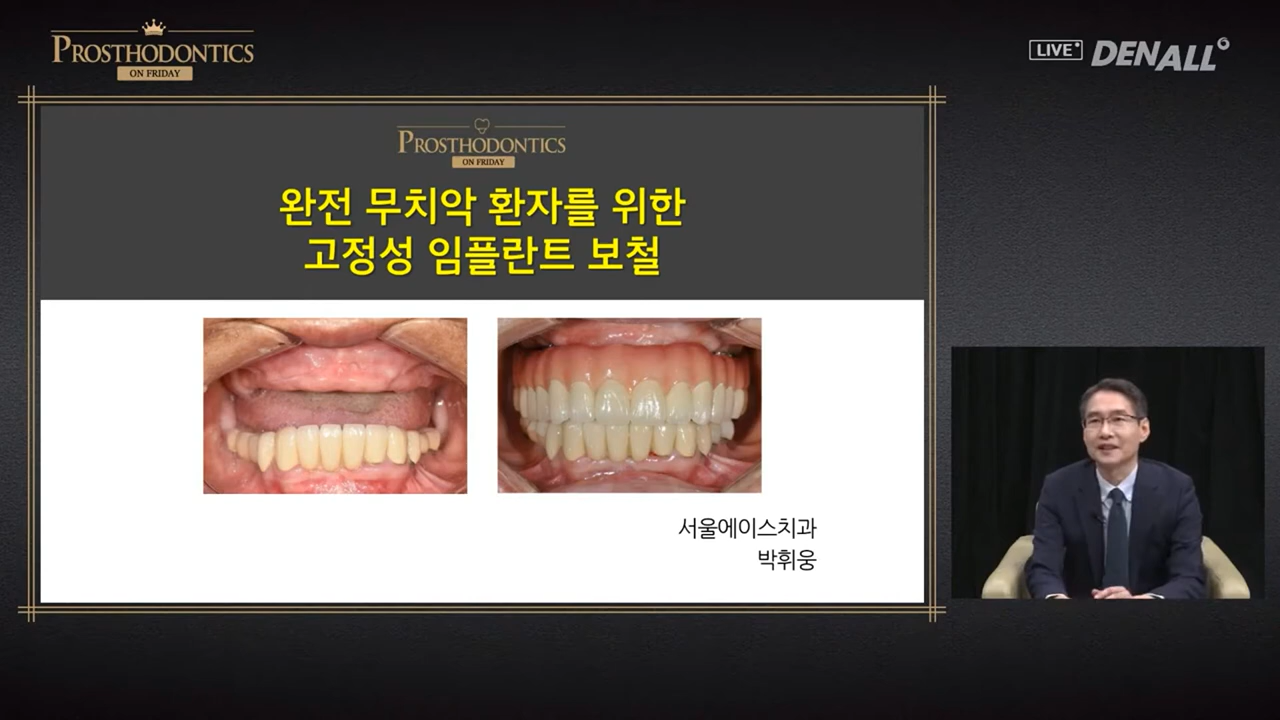 PROSTHODONTICS
ON FRIDAY
LIVE
DENALL
PROSTHODONTICS
ON FRIDAY
완전 무치악 환자를 위한
고정성 임플란트 보철
서울에이스치과
박휘웅